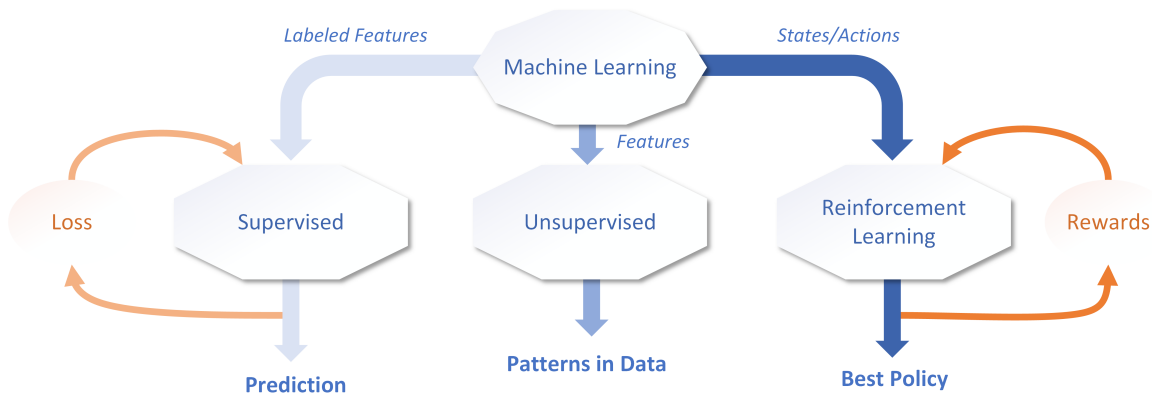 Labeled Features
States/Actions
Machine Learning
Features
Loss
Supervised
Unsupervised
Reinforcement
Learning
Rewards
Prediction
Patterns in Data
Best Policy